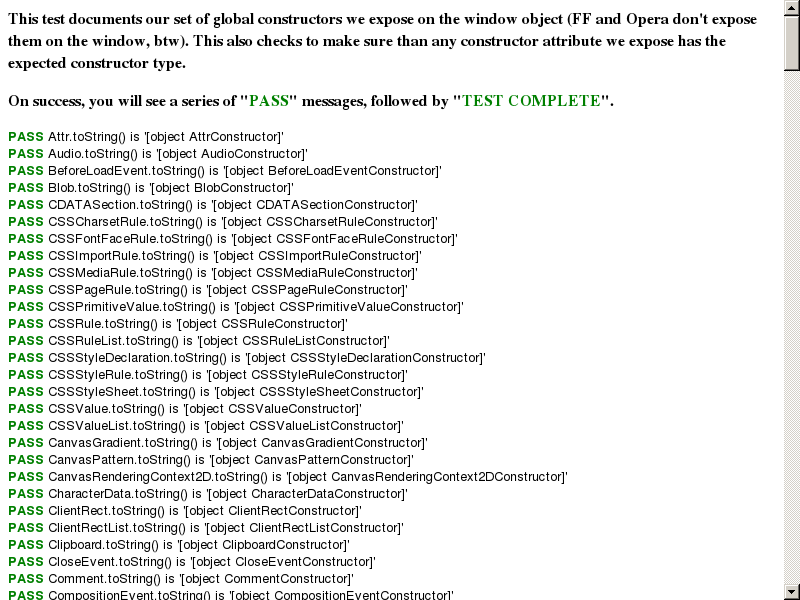 This test documents our set of global constructors we expose on the window object (FF and Opera don't expose
them on the window, btw). This also checks to make sure than any constructor attribute we expose has the
expected constructor type.
On success, you will see a series of "PASS" messages, followed by "TEST COMPLETE".
PASS Attr.toString() is '[object AttrConstructor]'
PASS Audio.toString() is '[object AudioConstructor]'
PASS BeforeLoadEvent.toString() is '[object BeforeLoadEventConstructor]'
PASS Blob.toString() is '[object BlobConstructor]'
PASS CDATASection.toString() is '[object CDATASectionConstructor]'
PASS CSSCharsetRule.toString() is '[object CSSCharsetRuleConstructor]'
PASS CSSFontFaceRule.toString() is '[object CSSFontFaceRuleConstructor]'
PASS CSSImportRule.toString() is '[object CSSImportRuleConstructor]'
PASS CSSMediaRule.toString() is '[object CSSMediaRuleConstructor]'
PASS CSSPageRule.toString() is '[object CSSPageRuleConstructor]'
PASS CSSPrimitiveValue.toString() is '[object CSSPrimitiveValueConstructor]'
PASS CSSRule.toString() is '[object CSSRuleConstructor]'
PASS CSSRuleList.toString() is '[object CSSRuleListConstructor]'
PASS CSSStyleDeclaration.toString() is '[object CSSStyleDeclarationConstructor]'
PASS CSSStyleRule.toString() is '[object CSSStyleRuleConstructor]'
PASS CSSStyleSheet.toString() is '[object CSSStyleSheetConstructor]'
PASS CSSValue.toString() is '[object CSSValueConstructor]'
PASS CSSValueList.toString() is '[object CSSValueListConstructor]'
PASS CanvasGradient.toString() is '[object CanvasGradientConstructor]'
PASS CanvasPattern.toString() is '[object CanvasPatternConstructor]'
PASS CanvasRenderingContext2D.toString() is '[object CanvasRenderingContext2DConstructor]'
PASS CharacterData.toString() is '[object CharacterDataConstructor]'
PASS ClientRect.toString() is '[object ClientRectConstructor]'
PASS ClientRectList.toString() is '[object ClientRectListConstructor]'
PASS Clipboard.toString() is '[object ClipboardConstructor]'
PASS CloseEvent.toString() is '[object CloseEventConstructor]'
PASS Comment.toString() is '[object CommentConstructor]'
PASS CompositionEvent.toString() is '[object CompositionEventConstructor]'